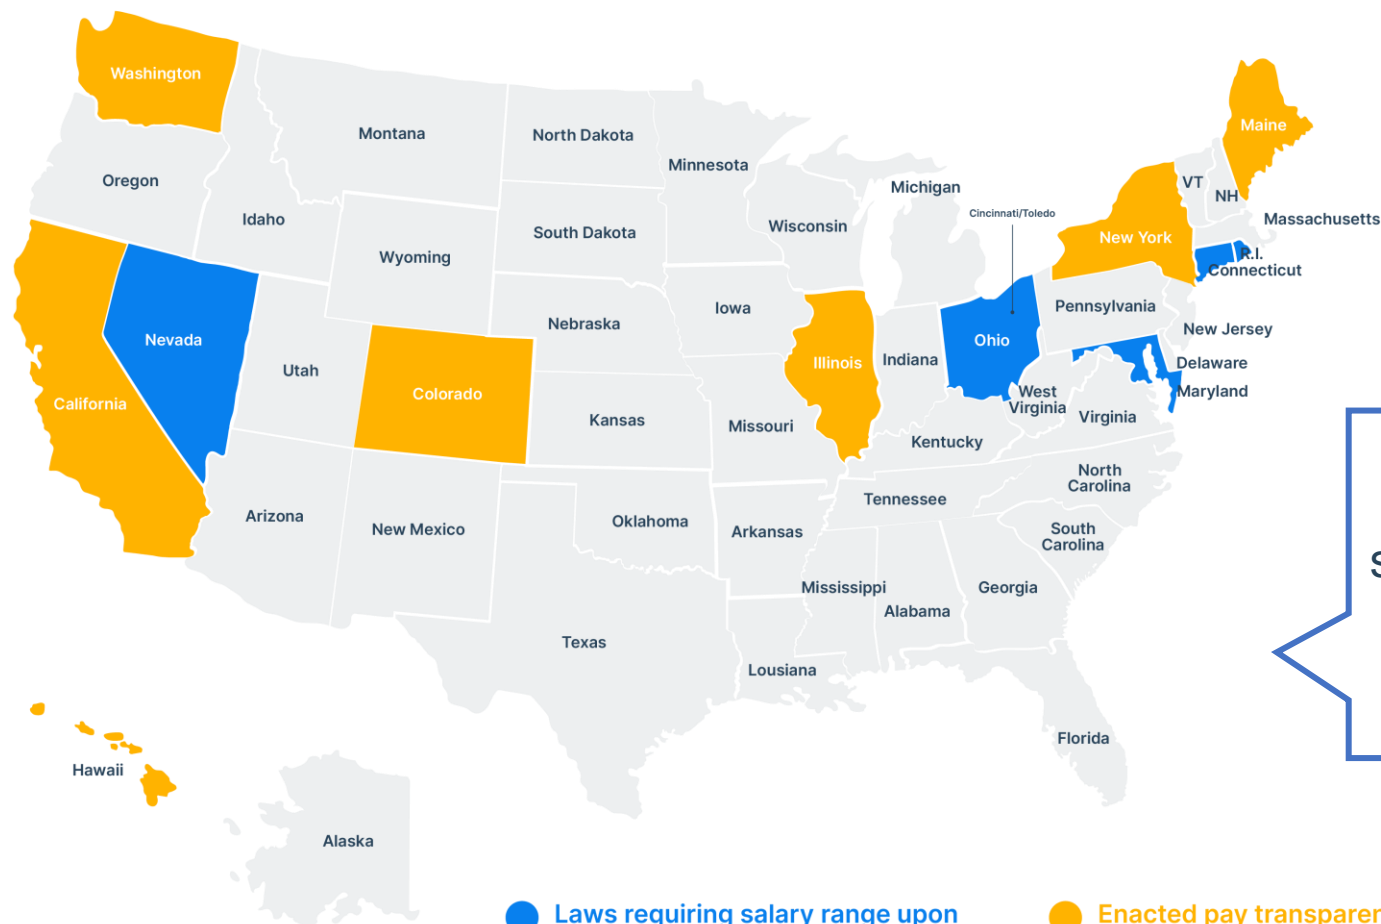 Washington
Montana
North Dakota
Minnesota
Maine
Oregon
Idaho
South Dakota
Wisconsin
Michigan
VT
NH
Cincinnati/Toledo
Massachusetts
Wyoming
New York
R.I.
Connecticut
Iowa
Pennsylvania
Nebraska
New Jersey
Nevada
Utah
Colorado
Illinois
Indiana
Ohio
Delaware
California
West
Virginia
Maryland
Kansas
Missouri
Virginia
Kentucky
North
Carolina
Tennessee
Arizona
New Mexico
Oklahoma
Arkansas
South
Carolina
Mississippi
Alabama
Georgia
Texas
Lousiana
Florida
Hawaii
Alaska
Laws requiring salary range upon
Enacted pay